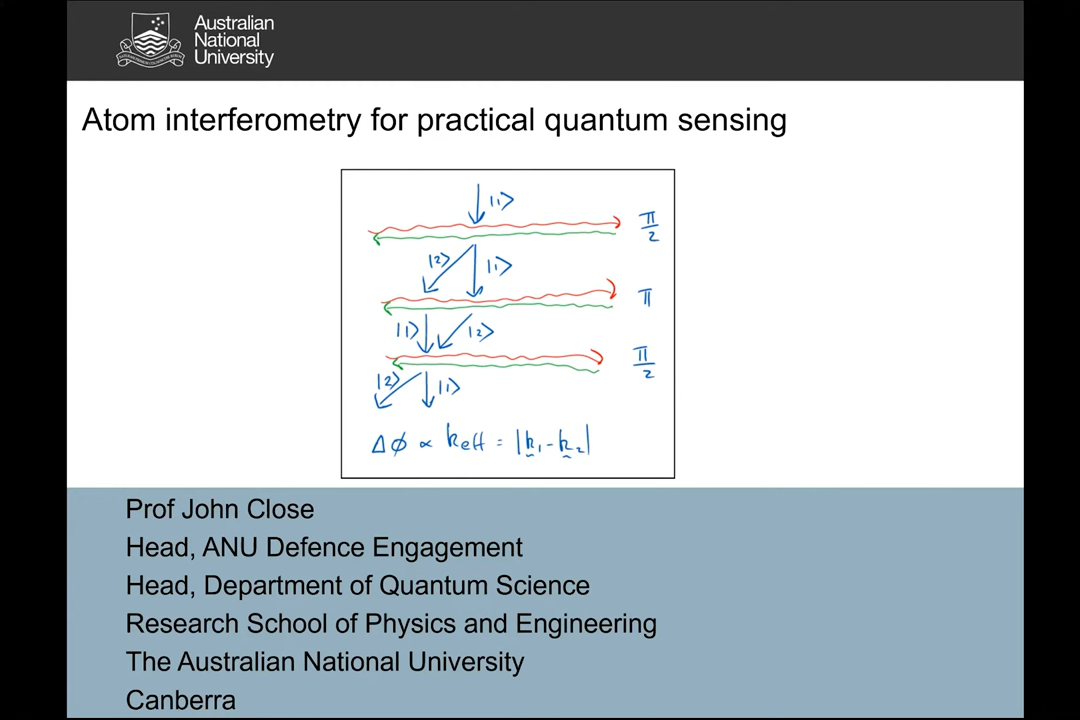 Australian
National
University
Atom interferometry for practical quantum sensing
|1>
π/2
|2> |1>
π
|1> |2>
π/2
|2> |1>
Δϕ ∝ keff = |k1-k2|
Prof John Close
Head, ANU Defence Engagement
Head, Department of Quantum Science
Research School of Physics and Engineering
The Australian National University
Canberra